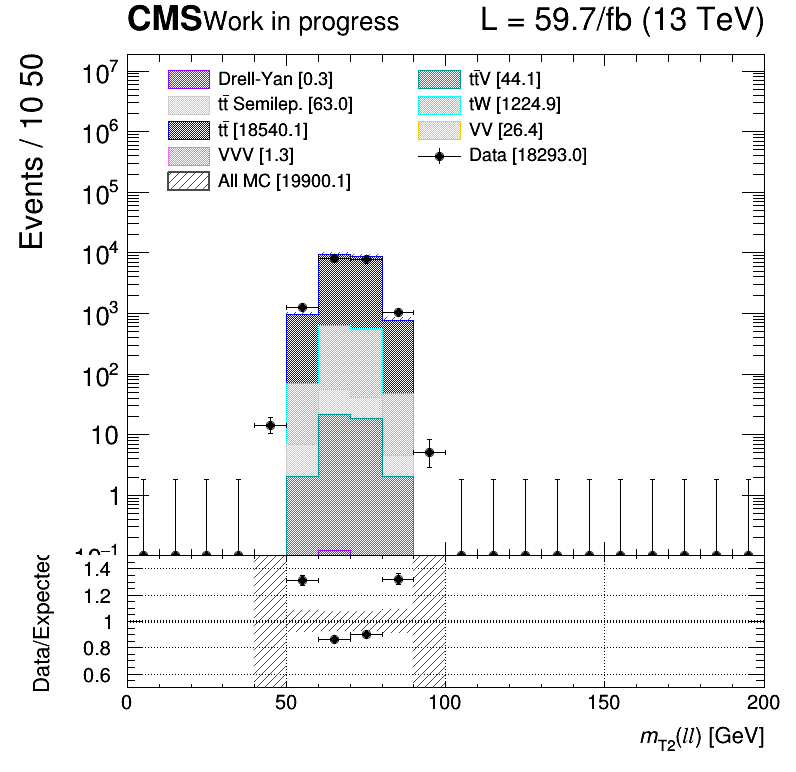 CMS Work in progress L = 59.7/fb (13 TeV)
Events / 10 50
10⁷
10⁶
10⁵
10⁴
10³
10²
10
1
10⁻¹
Drell-Yan [0.3]
tt̄ Semilep. [63.0]
tt̄ [18540.1]
VVV [1.3]
All MC [19900.1]
tt̄V [44.1]
tW [1224.9]
VV [26.4]
Data [18293.0]
Data/Expected
1.4
1.2
1
0.8
0.6
0 50 100 150 200
m_T2(ll) [GeV]